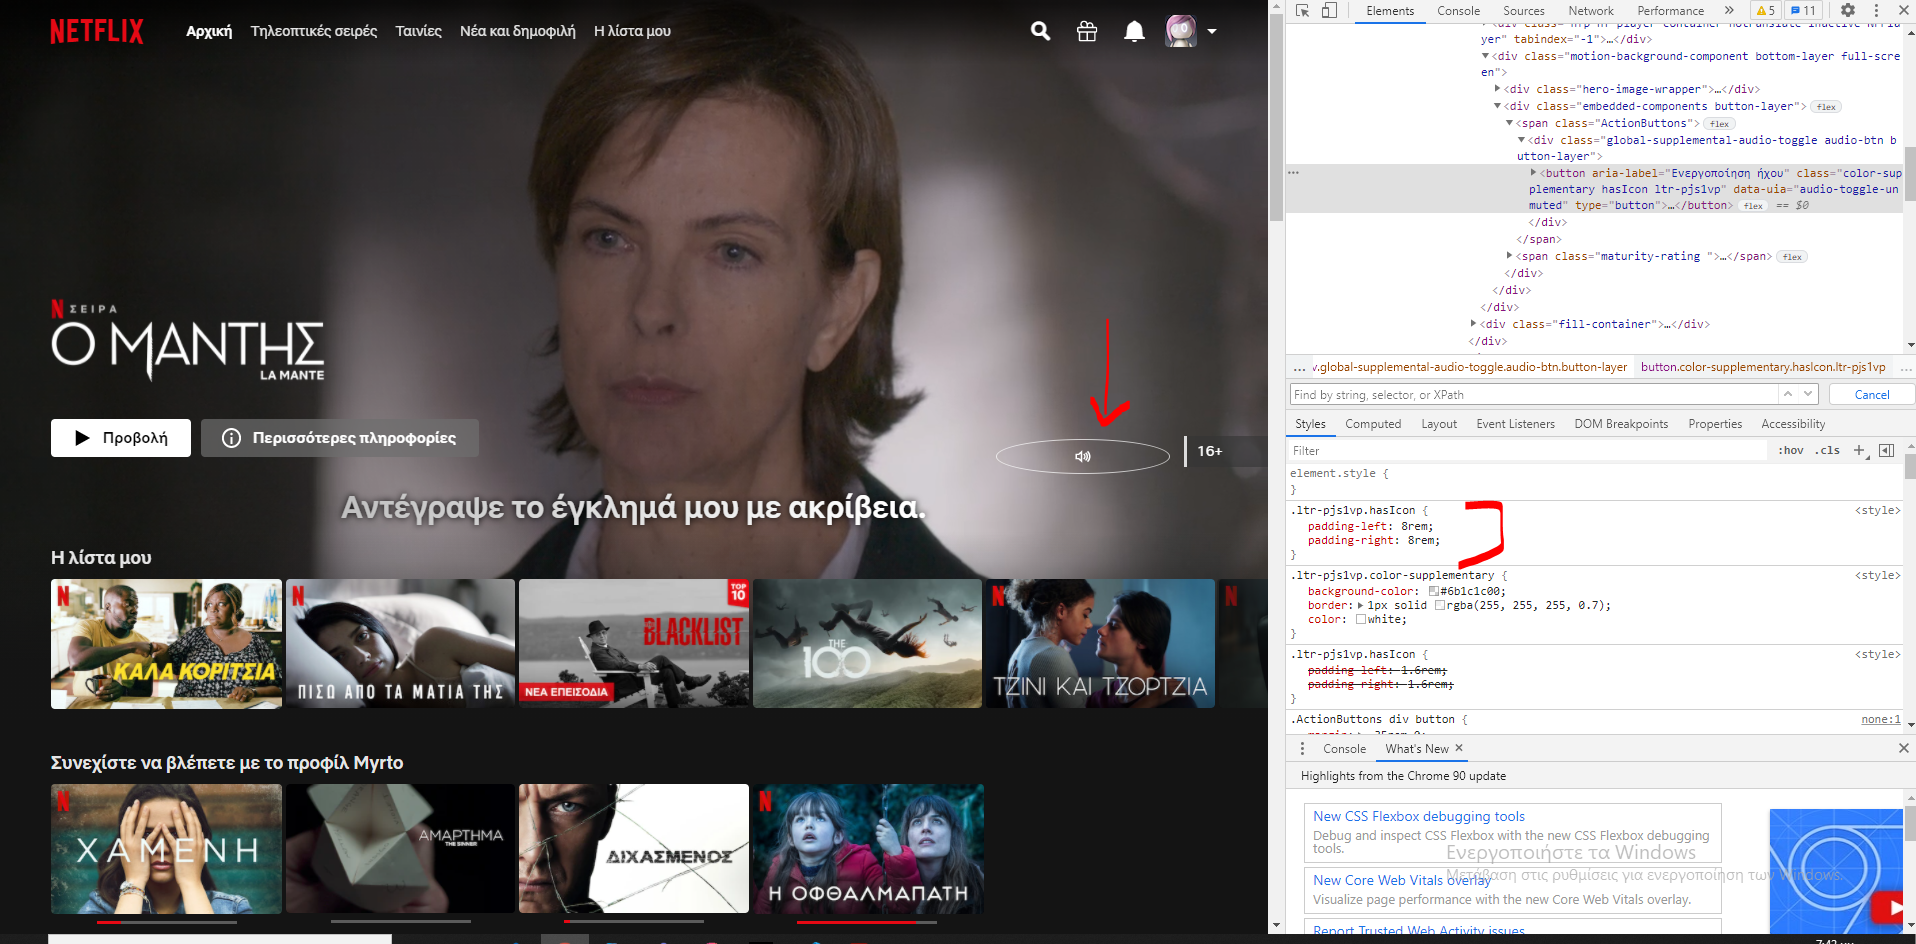 NETFLIX
Αρχική Τηλεοπτικές σειρές Ταινίες Νέα και δημοφιλή Η λίστα μου
N ΣΕΙΡΑ
Ο ΜΑΝΤΗΣ
LA MANTE
Προβολή
Περισσότερες πληροφορίες
16+
Αντέγραψε το έγκλημά μου με ακρίβεια.
Η λίστα μου
ΚΑΛΑ ΚΟΡΙΤΣΙΑ
ΠΙΣΩ ΑΠΟ ΤΑ ΜΑΤΙΑ ΤΗΣ
TOP
10
BLACKLIST
ΝΕΑ ΕΠΕΙΣΟΔΙΑ
THE
100
ΤΖΙΝΙ ΚΑΙ ΤΖΟΡΤΖΙΑ
Συνεχίστε να βλέπετε με το προφίλ Myrto
ΧΑΜΕΝΗ
ΑΜΑΡΤΗΜΑ
THE SINNER
ΔΙΧΑΣΜΕΝΟΣ
Η ΟΦΘΑΛΜΑΠΑΤΗ
Elements Console Sources Network Performance » 5 11
yer" tabindex="-1">…</div>
<div class="motion-background-component bottom-layer full-scre
en">
<div class="hero-image-wrapper">…</div>
<div class="embedded-components button-layer"> flex
<span class="ActionButtons"> flex
<div class="global-supplemental-audio-toggle audio-btn b
utton-layer">
<button aria-label="Ενεργοποίηση ήχου" class="color-sup
plementary hasIcon ltr-pjs1vp" data-uia="audio-toggle-un
muted" type="button">…</button> flex == $0
</div>
</span>
<span class="maturity-rating ">…</span> flex
</div>
</div>
</div>
<div class="fill-container">…</div>
</div>
… v.global-supplemental-audio-toggle.audio-btn.button-layer button.color-supplementary.hasIcon.ltr-pjs1vp …
Find by string, selector, or XPath Cancel
Styles Computed Layout Event Listeners DOM Breakpoints Properties Accessibility
Filter :hov .cls +
element.style {
}
.ltr-pjs1vp.hasIcon { <style>
padding-left: 8rem;
padding-right: 8rem;
}
.ltr-pjs1vp.color-supplementary { <style>
background-color: #6b1c1c00;
border: 1px solid rgba(255, 255, 255, 0.7);
color: white;
}
.ltr-pjs1vp.hasIcon { <style>
padding-left: 1.6rem;
padding-right: 1.6rem;
}
.ActionButtons div button { none:1
Console What's New ×
Highlights from the Chrome 90 update
New CSS Flexbox debugging tools
Debug and inspect CSS Flexbox with the new CSS Flexbox debugging
tools.
Ενεργοποιήστε τα Windows
Μετάβαση στις ρυθμίσεις για ενεργοποίηση των Windows.
New Core Web Vitals overlay
Visualize page performance with the new Core Web Vitals overlay.
Report Trusted Web Activity issues